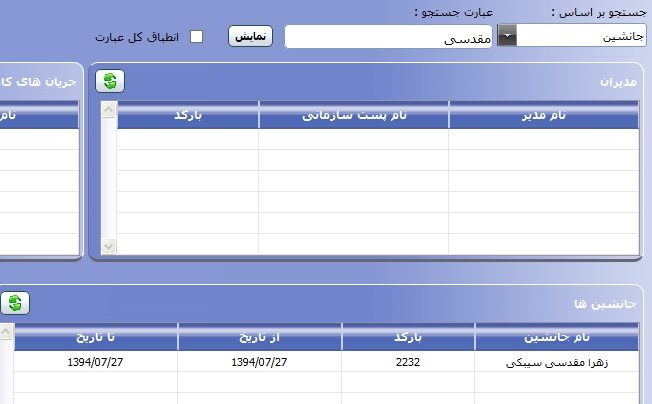 جستجو بر اساس :
جانشین
عبارت جستجو :
مقدسی
نمایش
انطباق کل عبارت
مدیران
نام مدیر نام پست سازمانی بارکد
جریان های کا
نام
جانشین ها
نام جانشین بارکد از تاریخ تا تاریخ
زهرا مقدسی سیبکی 2232 1394/07/27 1394/07/27